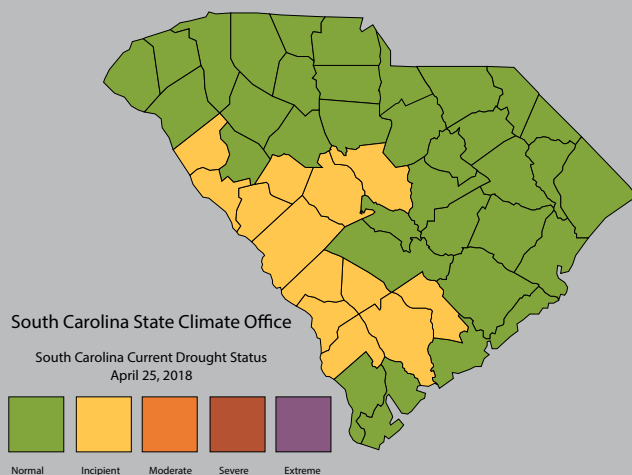 South Carolina State Climate Office
South Carolina Current Drought Status
April 25, 2018
Normal Incipient Moderate Severe Extreme